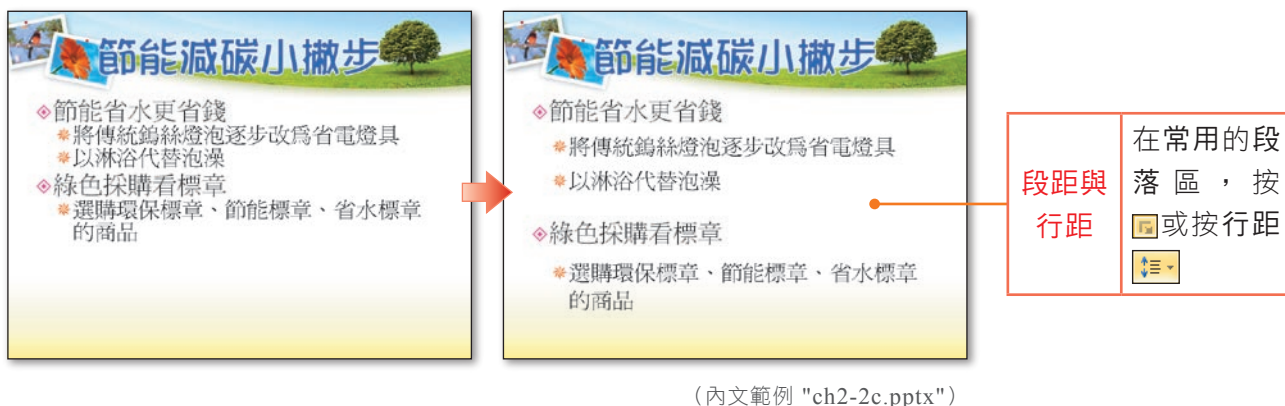 節能減碳小撇步
節能省水更省錢
將傳統鎢絲燈泡逐步改為省電燈具
以淋浴代替泡澡
綠色採購看標章
選購環保標章、節能標章、省水標章
的商品
節能減碳小撇步
節能省水更省錢
將傳統鎢絲燈泡逐步改為省電燈具
以淋浴代替泡澡
綠色採購看標章
選購環保標章、節能標章、省水標章
的商品
段距與
行距
在常用的段
落區，按
或按行距
（內文範例 "ch2-2c.pptx"）